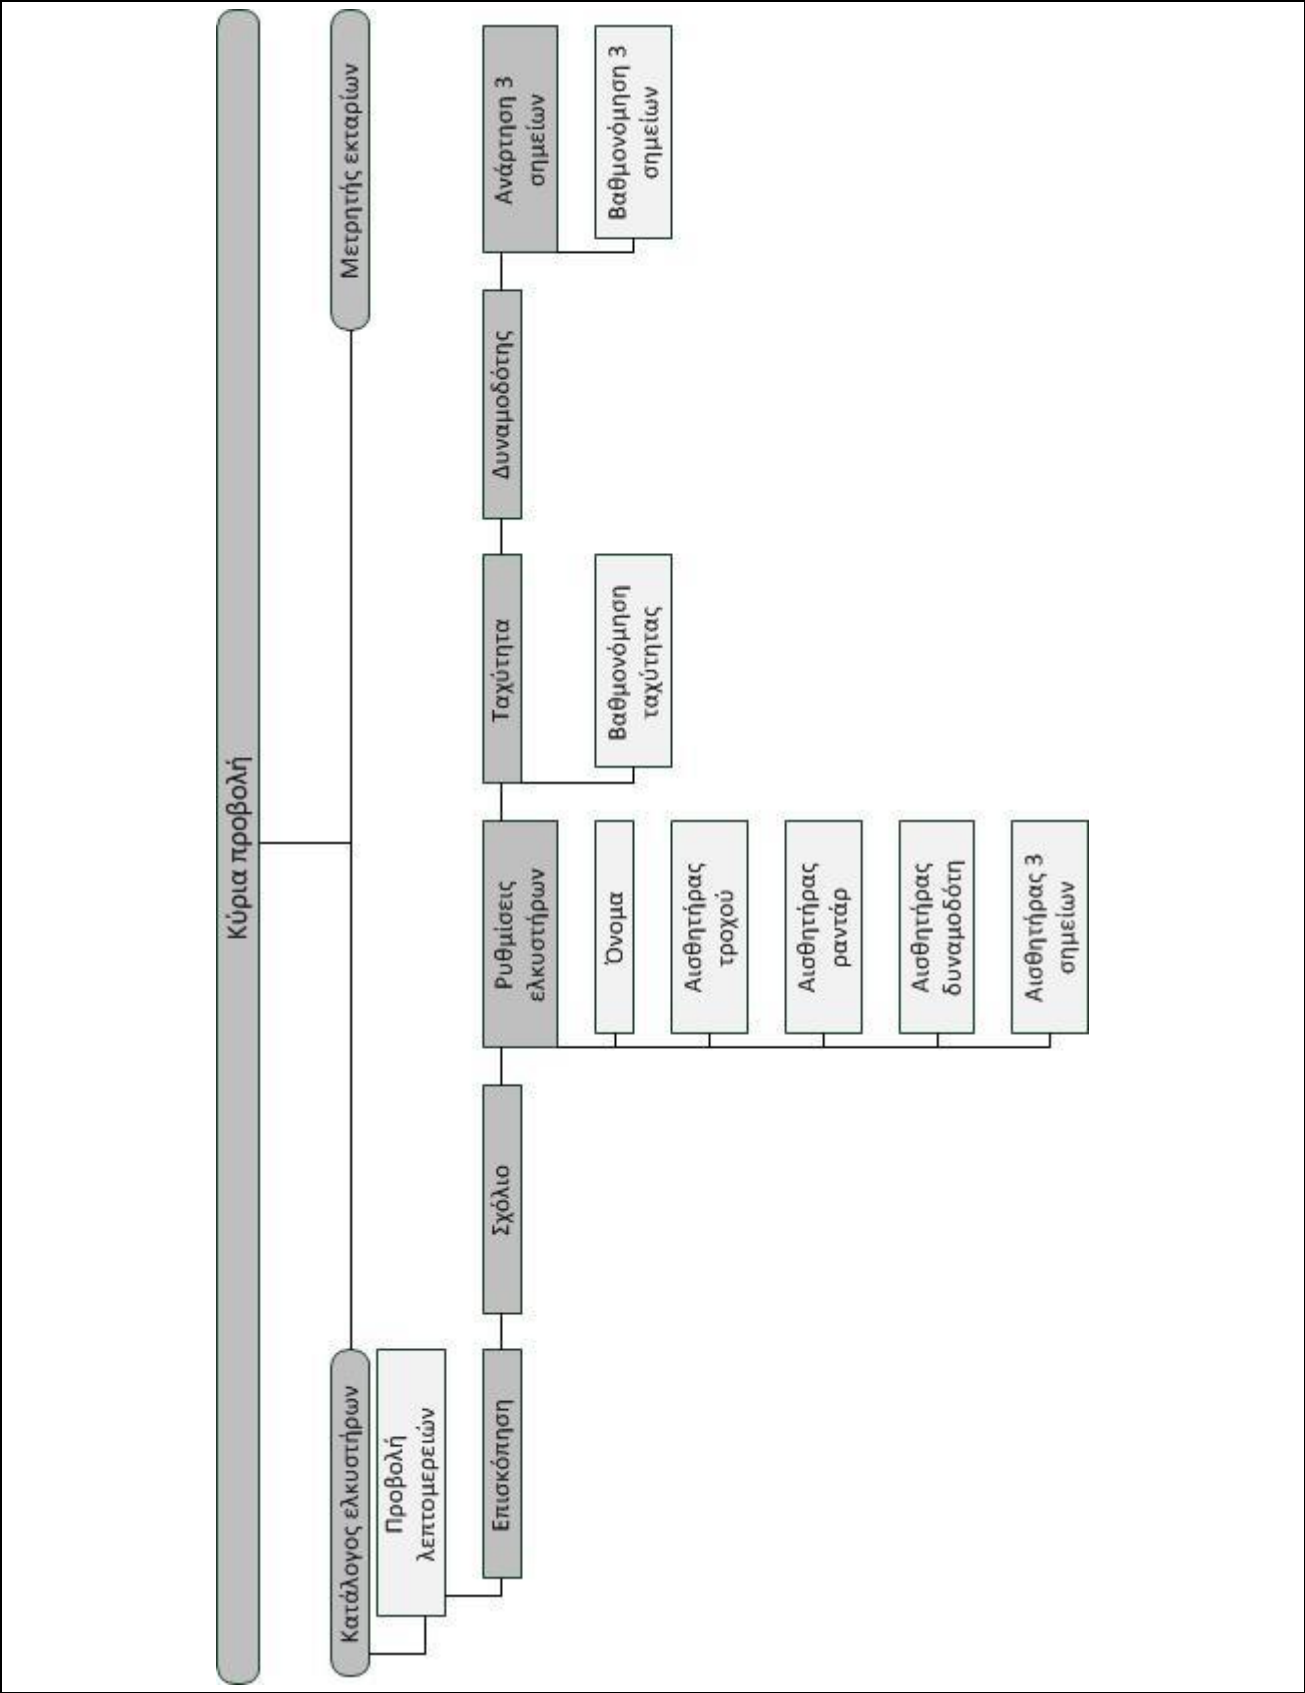 Κύρια προβολή
Κατάλογος ελκυστήρων
Μετρητής εκταρίων
Προβολή
λεπτομερειών
Επισκόπηση
Σχόλιο
Ρυθμίσεις
ελκυστήρων
Ταχύτητα
Δυναμοδότης
Ανάρτηση 3
σημείων
Όνομα
Αισθητήρας
τροχού
Αισθητήρας
ραντάρ
Αισθητήρας
δυναμοδότη
Αισθητήρας 3
σημείων
Βαθμονόμηση
ταχύτητας
Βαθμονόμηση 3
σημείων